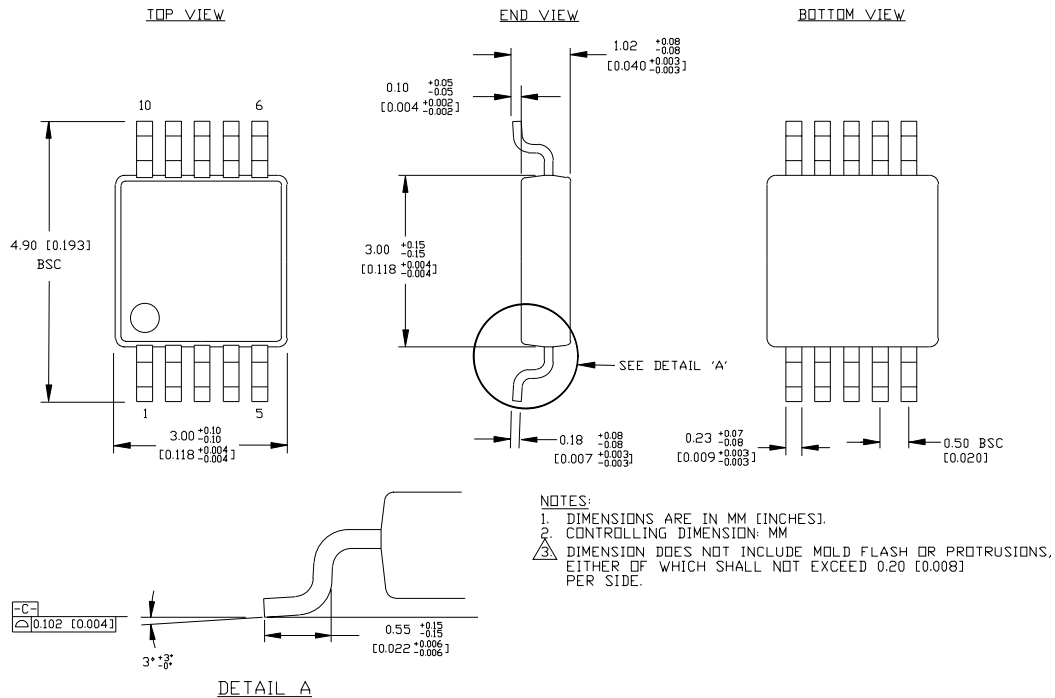 TOP VIEW
END VIEW
BOTTOM VIEW
1.02 +0.08 -0.08
[0.040 +0.003 -0.003]
0.10 +0.05 -0.05
[0.004 +0.002 -0.002]
10
6
4.90 [0.193]
BSC
3.00 +0.15 -0.15
[0.118 +0.004 -0.004]
SEE DETAIL 'A'
1
5
3.00 +0.10 -0.10
[0.118 +0.004 -0.004]
0.18 +0.08 -0.08
[0.007 +0.003 -0.003]
0.23 +0.07 -0.08
[0.009 +0.003 -0.003]
0.50 BSC
[0.020]
NOTES:
1. DIMENSIONS ARE IN MM [INCHES].
2. CONTROLLING DIMENSION: MM
3. DIMENSION DOES NOT INCLUDE MOLD FLASH OR PROTRUSIONS,
EITHER OF WHICH SHALL NOT EXCEED 0.20 [0.008]
PER SIDE.
-C-
0.102 [0.004]
0.55 +0.15 -0.15
[0.022 +0.006 -0.006]
3° +3° -0°
DETAIL A